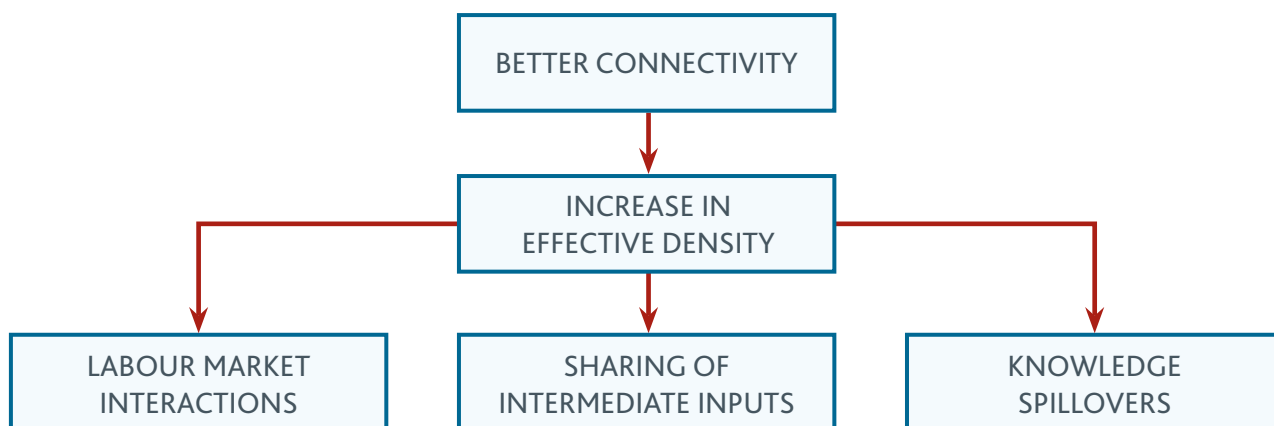 BETTER CONNECTIVITY
INCREASE IN
EFFECTIVE DENSITY
LABOUR MARKET
INTERACTIONS
SHARING OF
INTERMEDIATE INPUTS
KNOWLEDGE
SPILLOVERS